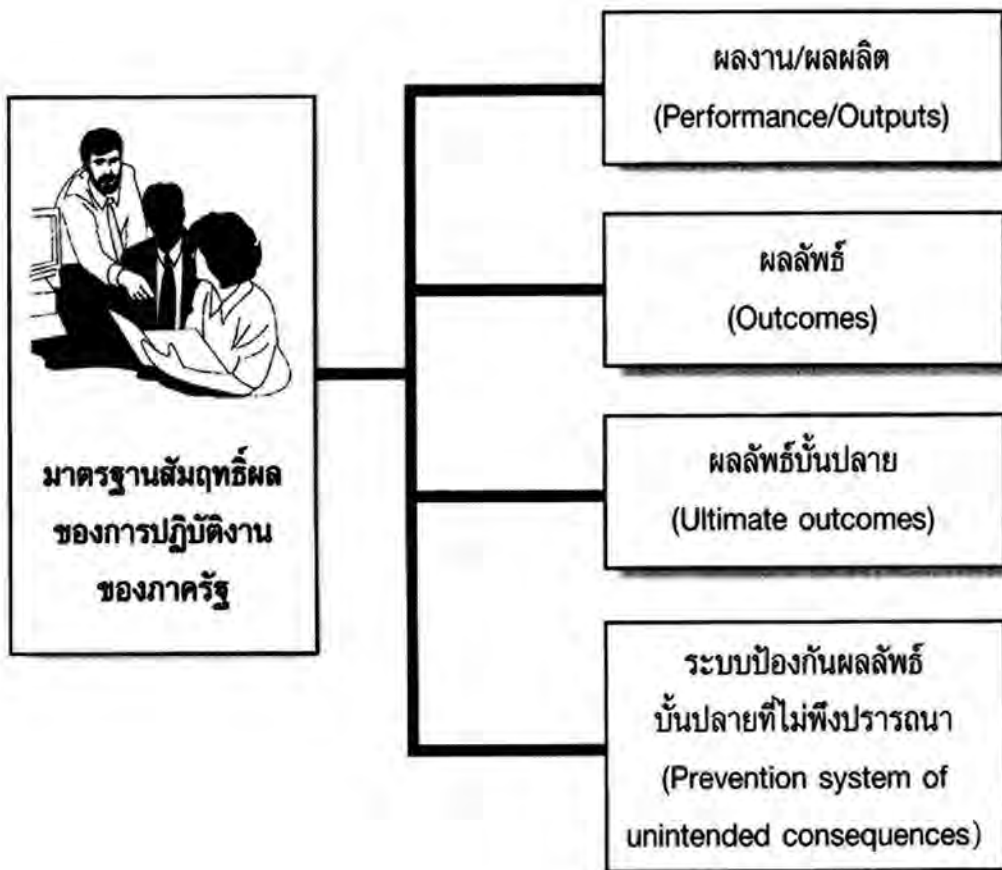 มาตรฐานสัมฤทธิ์ผล
ของการปฏิบัติงาน
ของภาครัฐ
ผลงาน/ผลผลิต
(Performance/Outputs)
ผลลัพธ์
(Outcomes)
ผลลัพธ์บั้นปลาย
(Ultimate outcomes)
ระบบป้องกันผลลัพธ์
บั้นปลายที่ไม่พึงปรารถนา
(Prevention system of
unintended consequences)